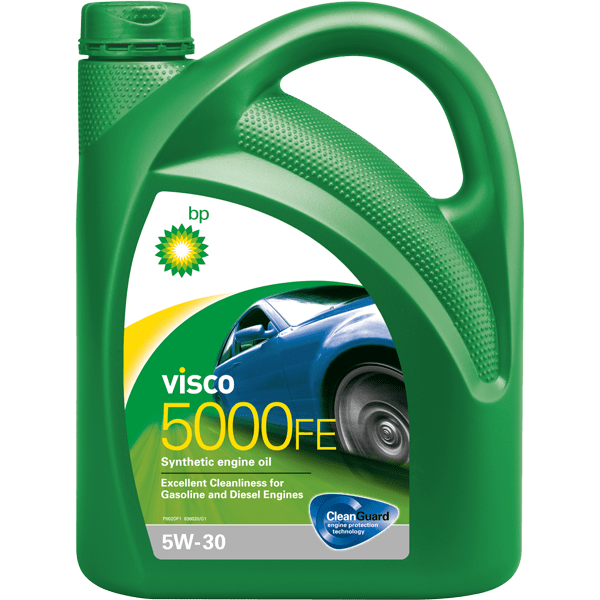 bp
visco
5000FE
Synthetic engine oil
Excellent Cleanliness for
Gasoline and Diesel Engines
CleanGuard
engine protection
technology
5W-30